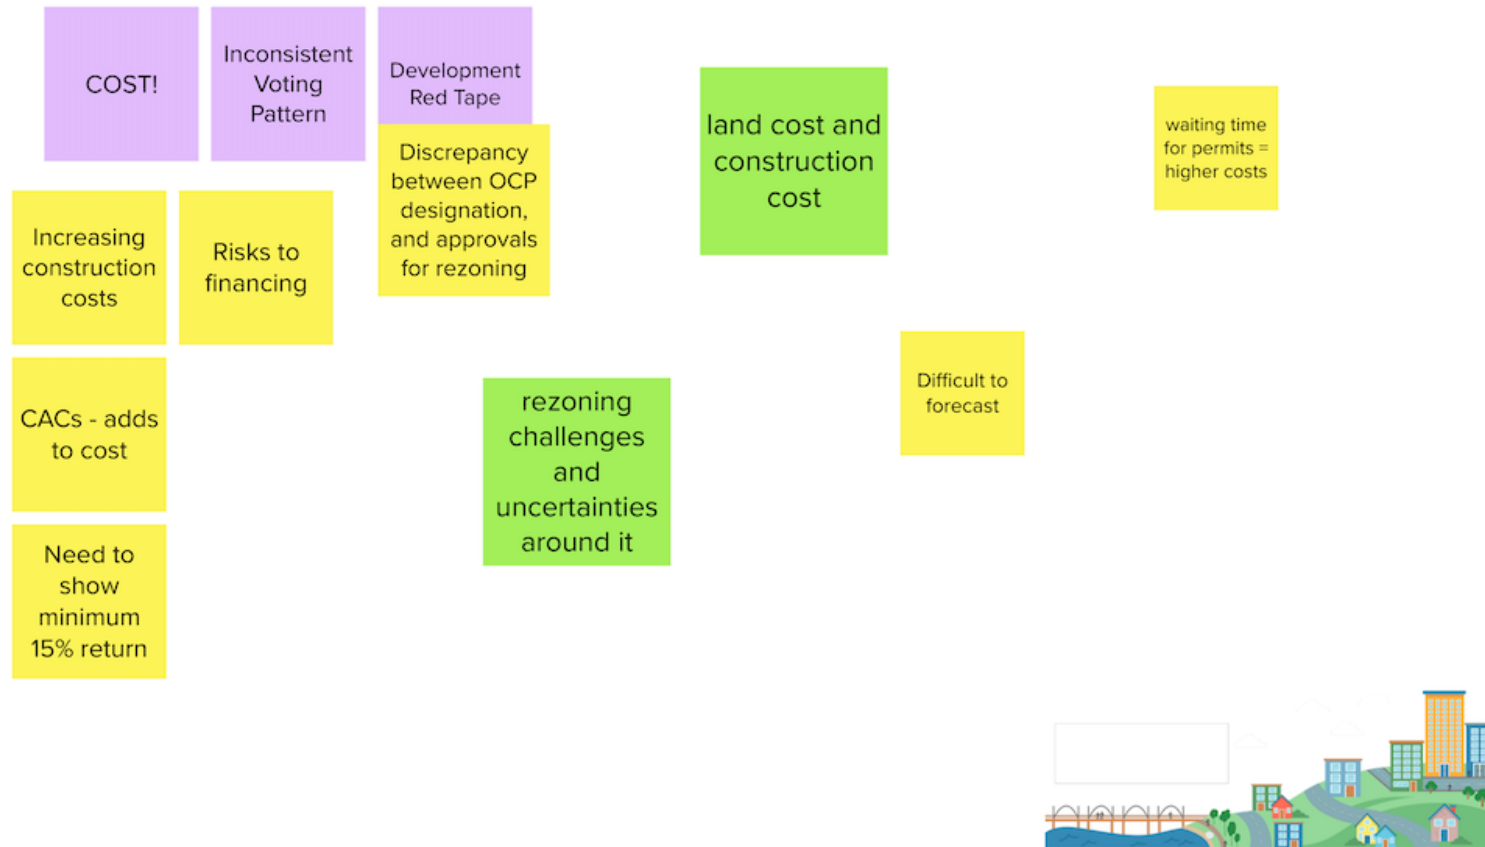 COST!
Inconsistent
Voting
Pattern
Development
Red Tape
Discrepancy
between OCP
designation,
and approvals
for rezoning
land cost and
construction
cost
waiting time
for permits =
higher costs
Increasing
construction
costs
Risks to
financing
Difficult to
forecast
CACs - adds
to cost
rezoning
challenges
and
uncertainties
around it
Need to
show
minimum
15% return